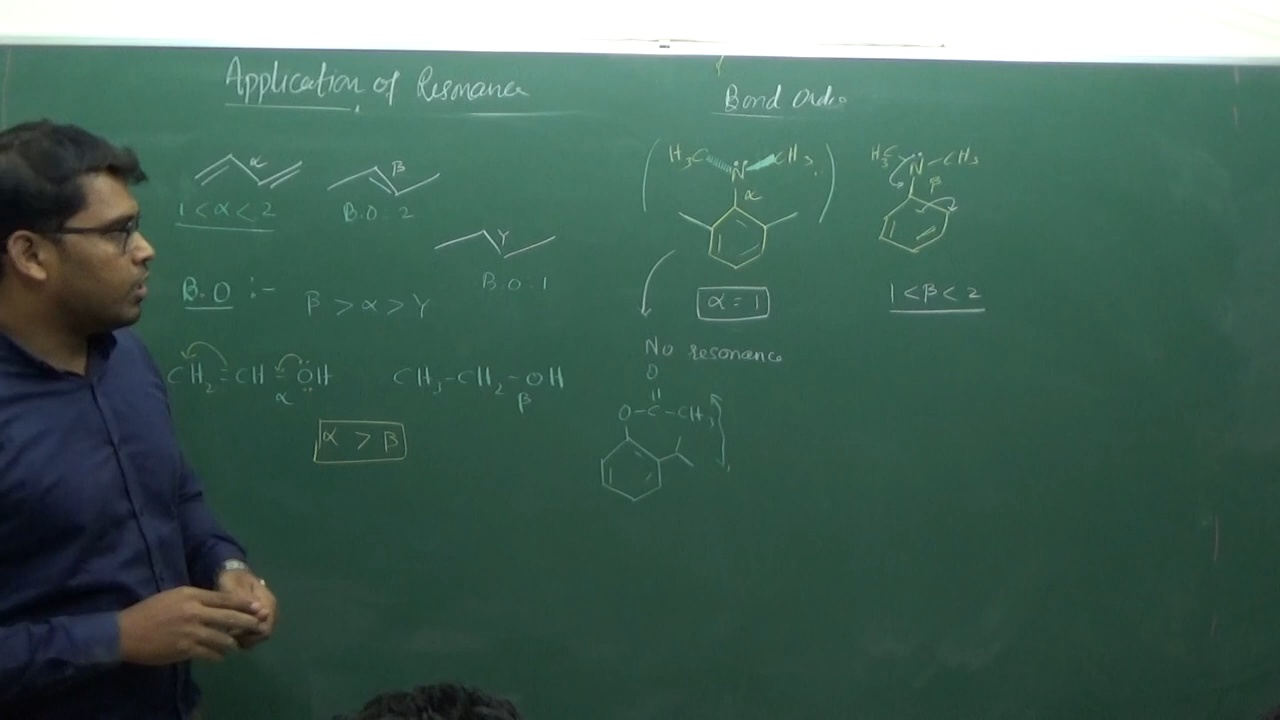 Application of Resonance
Bond Order
α
β
1 < α < 2
B.O = 2
γ
B.O = 1
B.O :- β > α > γ
CH2 = CH - ÖH
α
CH3-CH2-OH
β
α > β
H3C
N
CH3
α
α = 1
No resonance
H3C
N-CH3
β
1 < β < 2
O
O-C-CH3